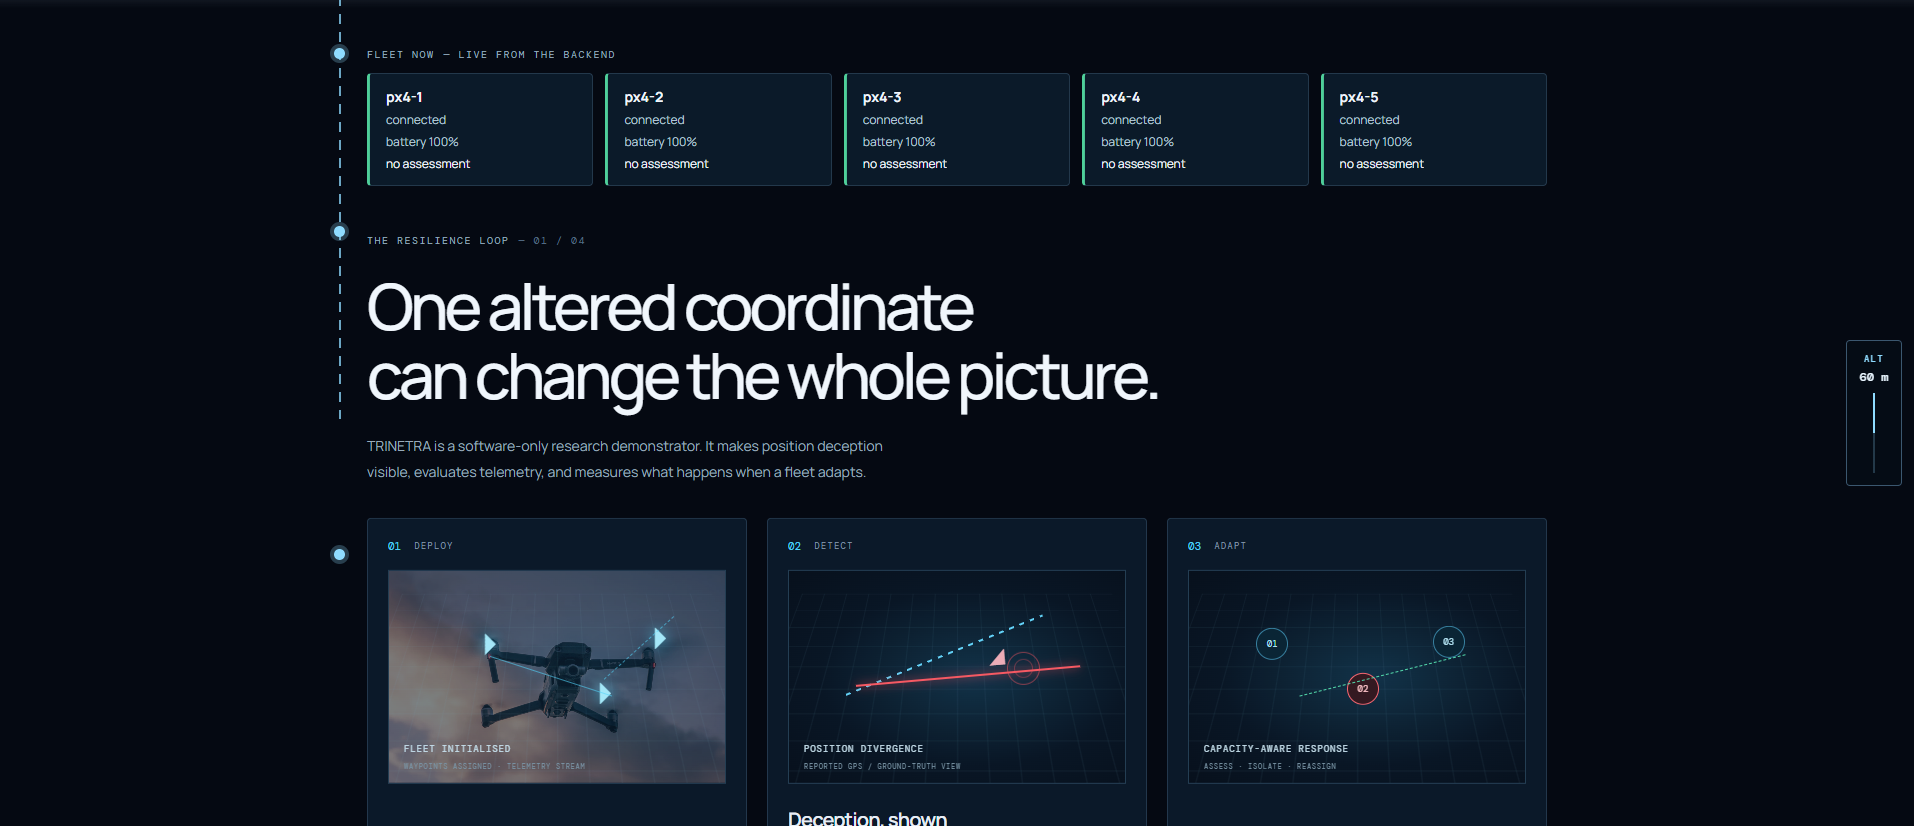 FLEET NOW — LIVE FROM THE BACKEND
px4-1
connected
battery 100%
no assessment
px4-2
connected
battery 100%
no assessment
px4-3
connected
battery 100%
no assessment
px4-4
connected
battery 100%
no assessment
px4-5
connected
battery 100%
no assessment
THE RESILIENCE LOOP — 01 / 04
One altered coordinate
can change the whole picture.
TRINETRA is a software-only research demonstrator. It makes position deception
visible, evaluates telemetry, and measures what happens when a fleet adapts.
ALT
60 m
01 DEPLOY
FLEET INITIALISED
WAYPOINTS ASSIGNED · TELEMETRY STREAM
02 DETECT
POSITION DIVERGENCE
REPORTED GPS / GROUND-TRUTH VIEW
Deception, shown
03 ADAPT
01
03
02
CAPACITY-AWARE RESPONSE
ASSESS · ISOLATE · REASSIGN